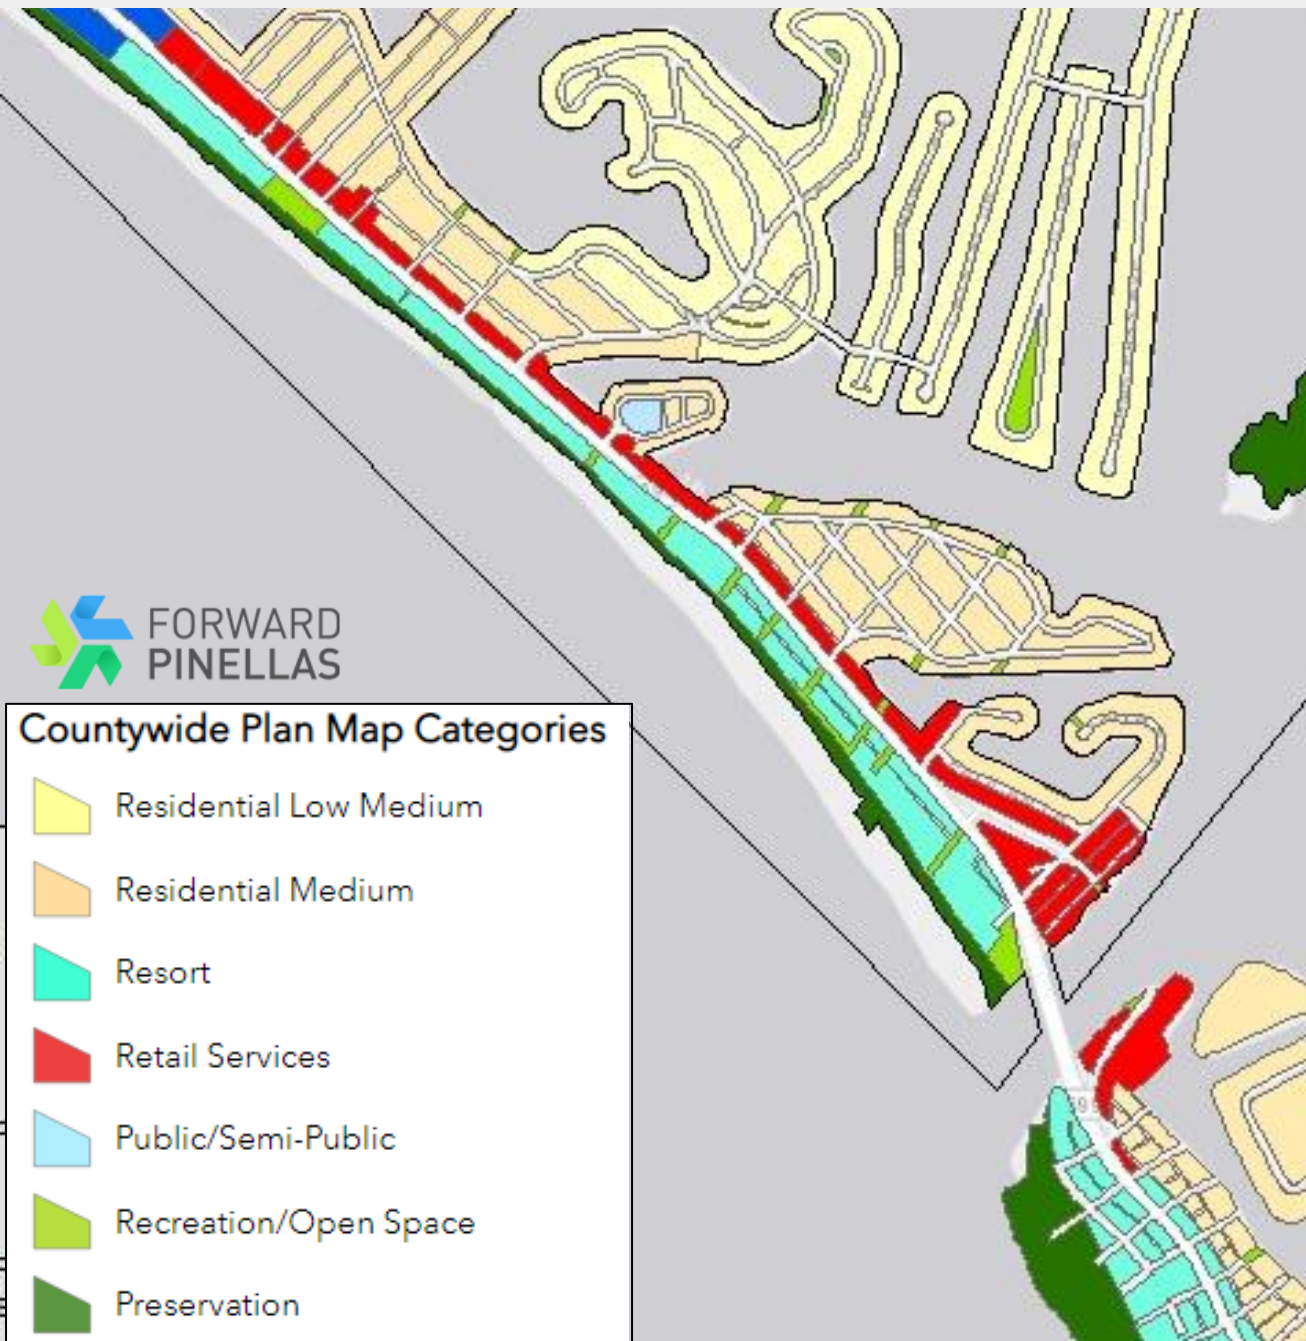 FORWARD
PINELLAS
Countywide Plan Map Categories
Residential Low Medium
Residential Medium
Resort
Retail Services
Public/Semi-Public
Recreation/Open Space
Preservation